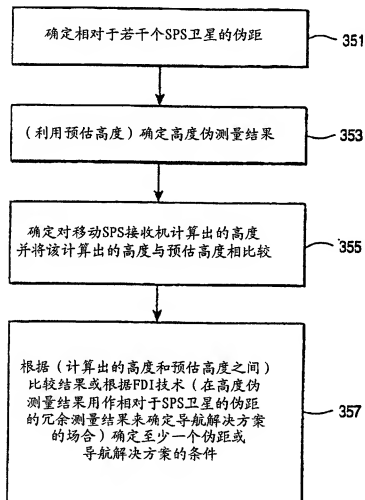 确定相对于若干个SPS卫星的伪距
351
（利用预估高度）确定高度伪测量结果
353
确定对移动SPS接收机计算出的高度
并将该计算出的高度与预估高度相比较
355
根据（计算出的高度和预估高度之间）
比较结果或根据FDI技术（在高度伪
测量结果用作相对于SPS卫星的伪距
的冗余测量结果来确定导航解决方案
的场合）确定至少一个伪距或
导航解决方案的条件
357